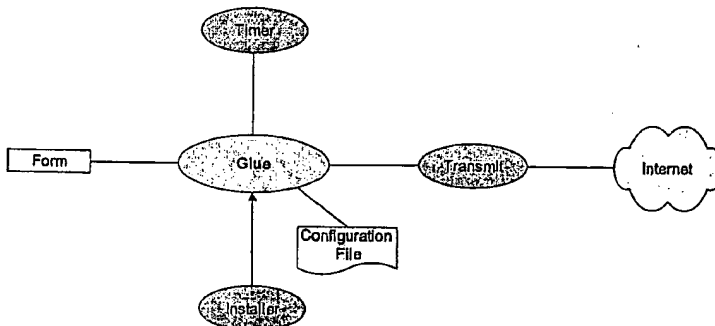 Timer
Form
Glue
Transmit
Internet
Configuration
File
Installer